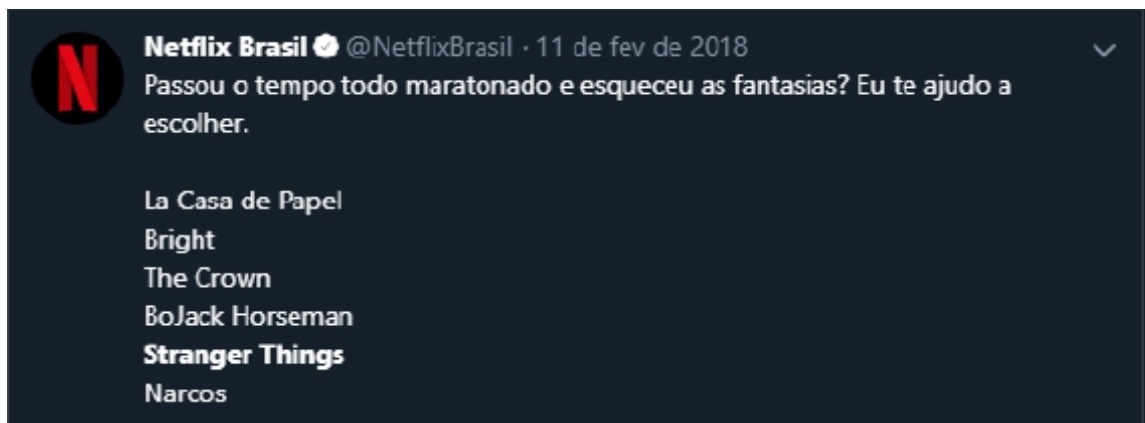 Netflix Brasil @NetflixBrasil · 11 de fev de 2018
Passou o tempo todo maratonado e esqueceu as fantasias? Eu te ajudo a
escolher.
La Casa de Papel
Bright
The Crown
BoJack Horseman
Stranger Things
Narcos